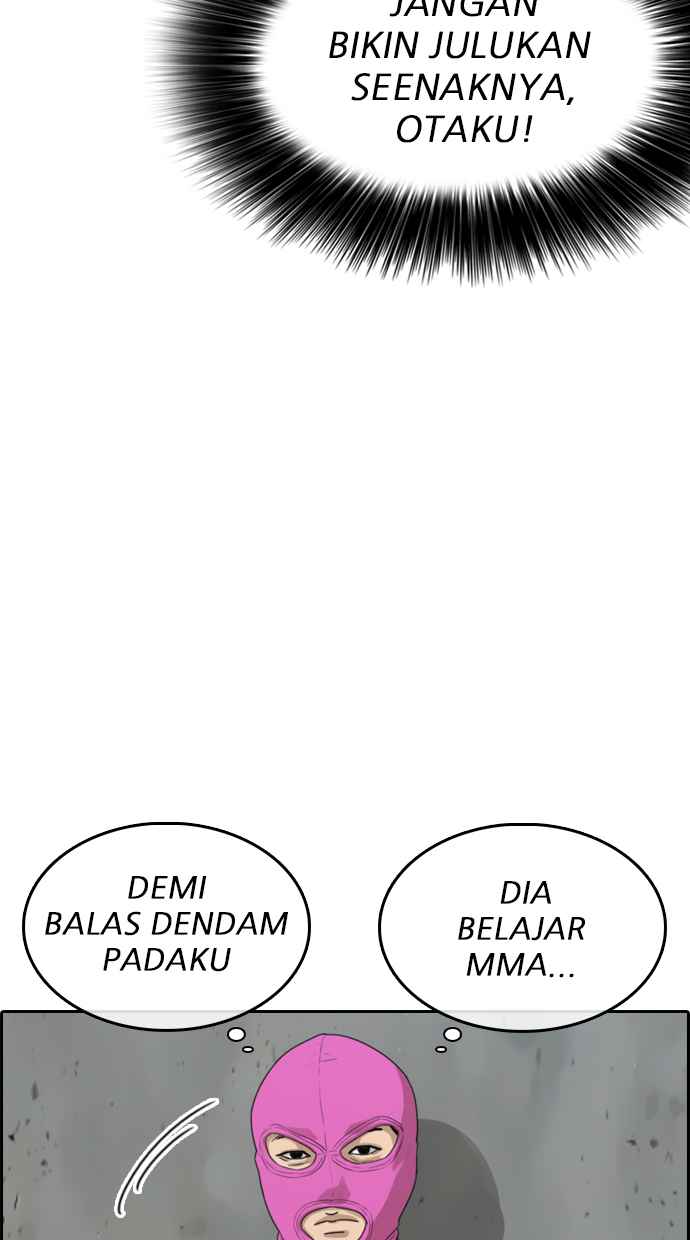 JANGAN
BIKIN JULUKAN
SEENAKNYA,
OTAKU!
DEMI
BALAS DENDAM
PADAKU
DIA
BELAJAR
MMA...